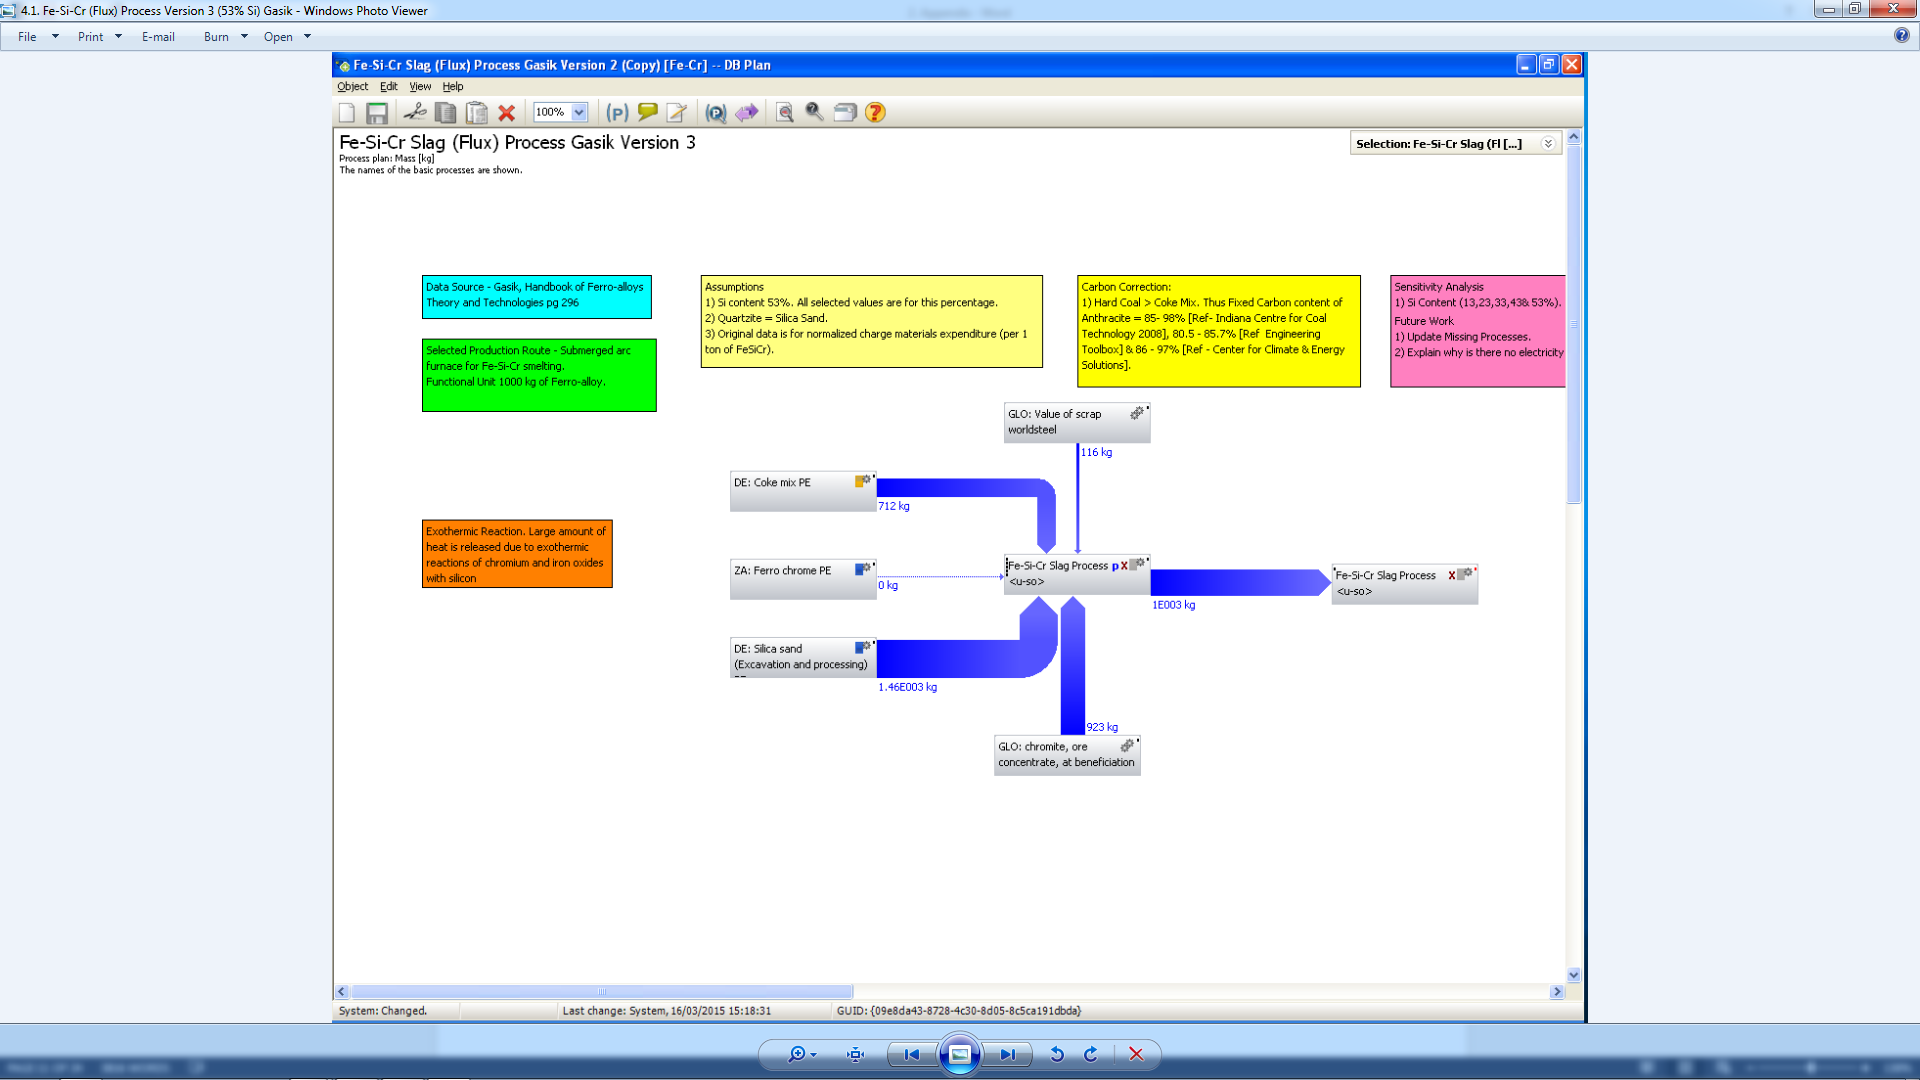 4.1. Fe-Si-Cr (Flux) Process Version 3 (53% Si) Gasik - Windows Photo Viewer
File Print E-mail Burn Open
Fe-Si-Cr Slag (Flux) Process Gasik Version 2 (Copy) [Fe-Cr] -- DB Plan
Object Edit View Help
100%
Fe-Si-Cr Slag (Flux) Process Gasik Version 3
Process plan: Mass [kg]
The names of the basic processes are shown.
Selection: Fe-Si-Cr Slag (Fl [...]
Data Source - Gasik, Handbook of Ferro-alloys
Theory and Technologies pg 296
Selected Production Route - Submerged arc
furnace for Fe-Si-Cr smelting.
Functional Unit 1000 kg of Ferro-alloy.
Assumptions
1) Si content 53%. All selected values are for this percentage.
2) Quartzite = Silica Sand.
3) Original data is for normalized charge materials expenditure (per 1
ton of FeSiCr).
Carbon Correction:
1) Hard Coal > Coke Mix. Thus Fixed Carbon content of
Anthracite = 85- 98% [Ref- Indiana Centre for Coal
Technology 2008], 80.5 - 85.7% [Ref Engineering
Toolbox] & 86 - 97% [Ref - Center for Climate & Energy
Solutions].
Sensitivity Analysis
1) Si Content (13,23,33,43& 53%).
Future Work
1) Update Missing Processes.
2) Explain why is there no electricity
GLO: Value of scrap
worldsteel
116 kg
DE: Coke mix PE
712 kg
Exothermic Reaction. Large amount of
heat is released due to exothermic
reactions of chromium and iron oxides
with silicon
ZA: Ferro chrome PE
0 kg
Fe-Si-Cr Slag Process p X
<u-so>
1E003 kg
Fe-Si-Cr Slag Process X
<u-so>
DE: Silica sand
(Excavation and processing)
1.46E003 kg
923 kg
GLO: chromite, ore
concentrate, at beneficiation
System: Changed.
Last change: System, 16/03/2015 15:18:31
GUID: {09e8da43-8728-4c30-8d05-8c5ca191dbda}